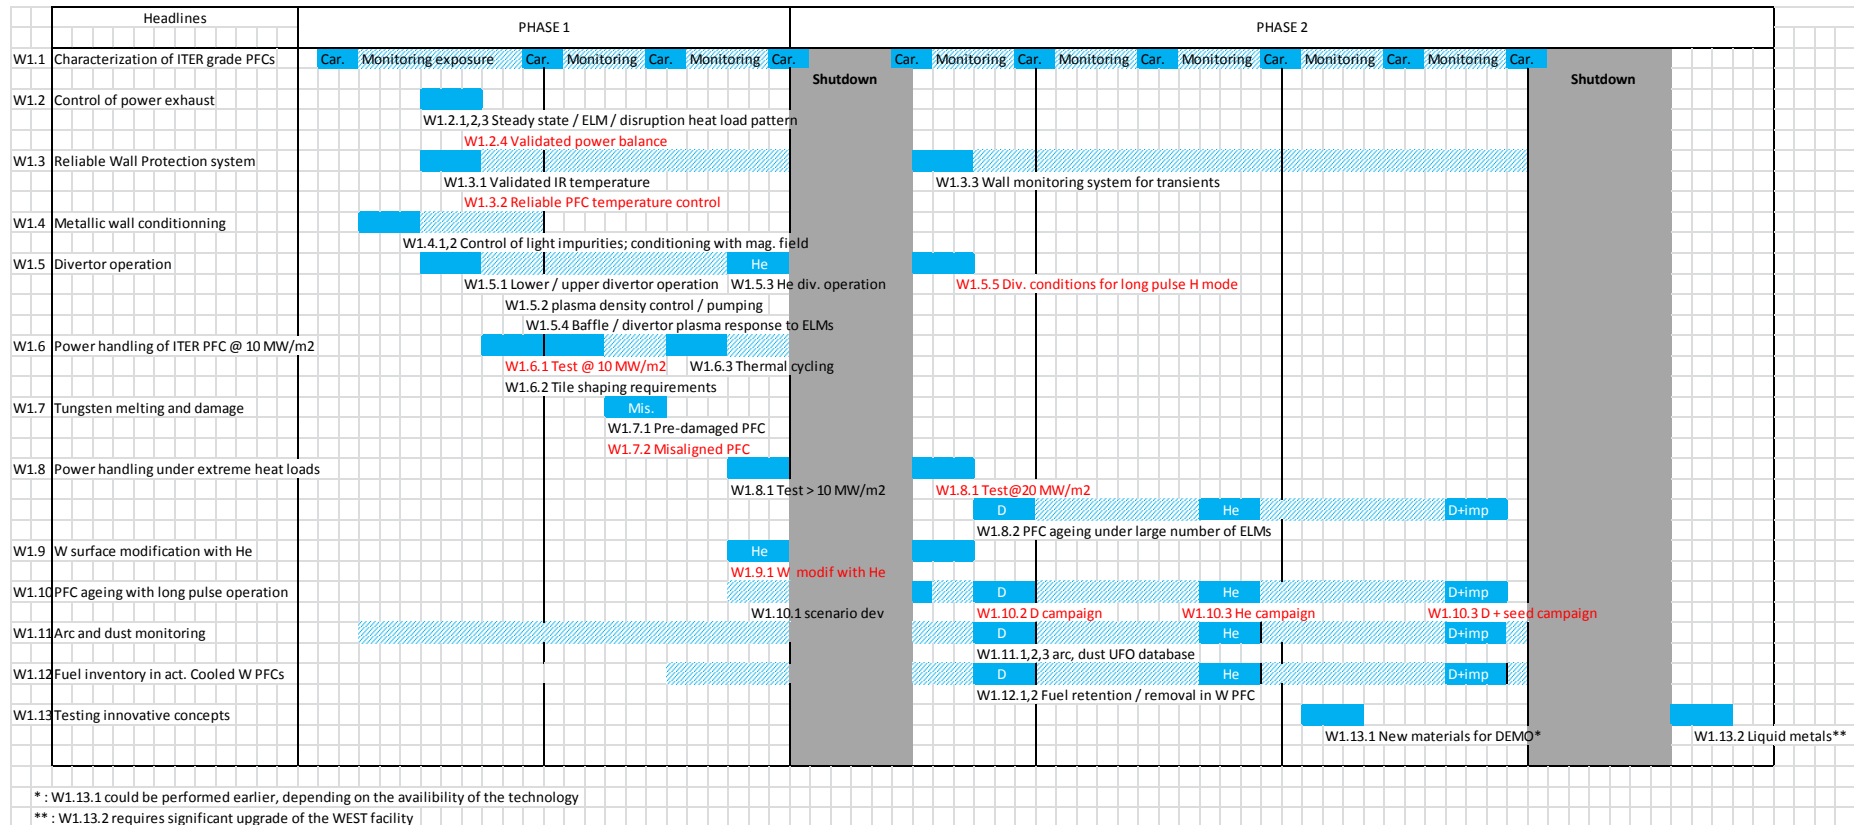 Headlines
PHASE 1
PHASE 2
W1.1 Characterization of ITER grade PFCs Car. Monitoring exposure Car. Monitoring Car. Monitoring Car. Car. Monitoring Car. Monitoring Car. Monitoring Car. Monitoring Car. Monitoring Car.
Shutdown Shutdown
W1.2 Control of power exhaust
W1.2.1,2,3 Steady state / ELM / disruption heat load pattern
W1.2.4 Validated power balance
W1.3 Reliable Wall Protection system
W1.3.1 Validated IR temperature W1.3.3 Wall monitoring system for transients
W1.3.2 Reliable PFC temperature control
W1.4 Metallic wall conditionning
W1.4.1,2 Control of light impurities; conditioning with mag. field
W1.5 Divertor operation He
W1.5.1 Lower / upper divertor operation W1.5.3 He div. operation W1.5.5 Div. conditions for long pulse H mode
W1.5.2 plasma density control / pumping
W1.5.4 Baffle / divertor plasma response to ELMs
W1.6 Power handling of ITER PFC @ 10 MW/m2
W1.6.1 Test @ 10 MW/m2 W1.6.3 Thermal cycling
W1.6.2 Tile shaping requirements
W1.7 Tungsten melting and damage Mis.
W1.7.1 Pre-damaged PFC
W1.7.2 Misaligned PFC
W1.8 Power handling under extreme heat loads
W1.8.1 Test > 10 MW/m2 W1.8.1 Test@20 MW/m2
D He D+imp
W1.8.2 PFC ageing under large number of ELMs
W1.9 W surface modification with He He
W1.9.1 W modif with He
W1.10 PFC ageing with long pulse operation D He D+imp
W1.10.1 scenario dev W1.10.2 D campaign W1.10.3 He campaign W1.10.3 D + seed campaign
W1.11 Arc and dust monitoring D He D+imp
W1.11.1,2,3 arc, dust UFO database
W1.12 Fuel inventory in act. Cooled W PFCs D He D+imp
W1.12.1,2 Fuel retention / removal in W PFC
W1.13 Testing innovative concepts
W1.13.1 New materials for DEMO* W1.13.2 Liquid metals**
* : W1.13.1 could be performed earlier, depending on the availibility of the technology
** : W1.13.2 requires significant upgrade of the WEST facility